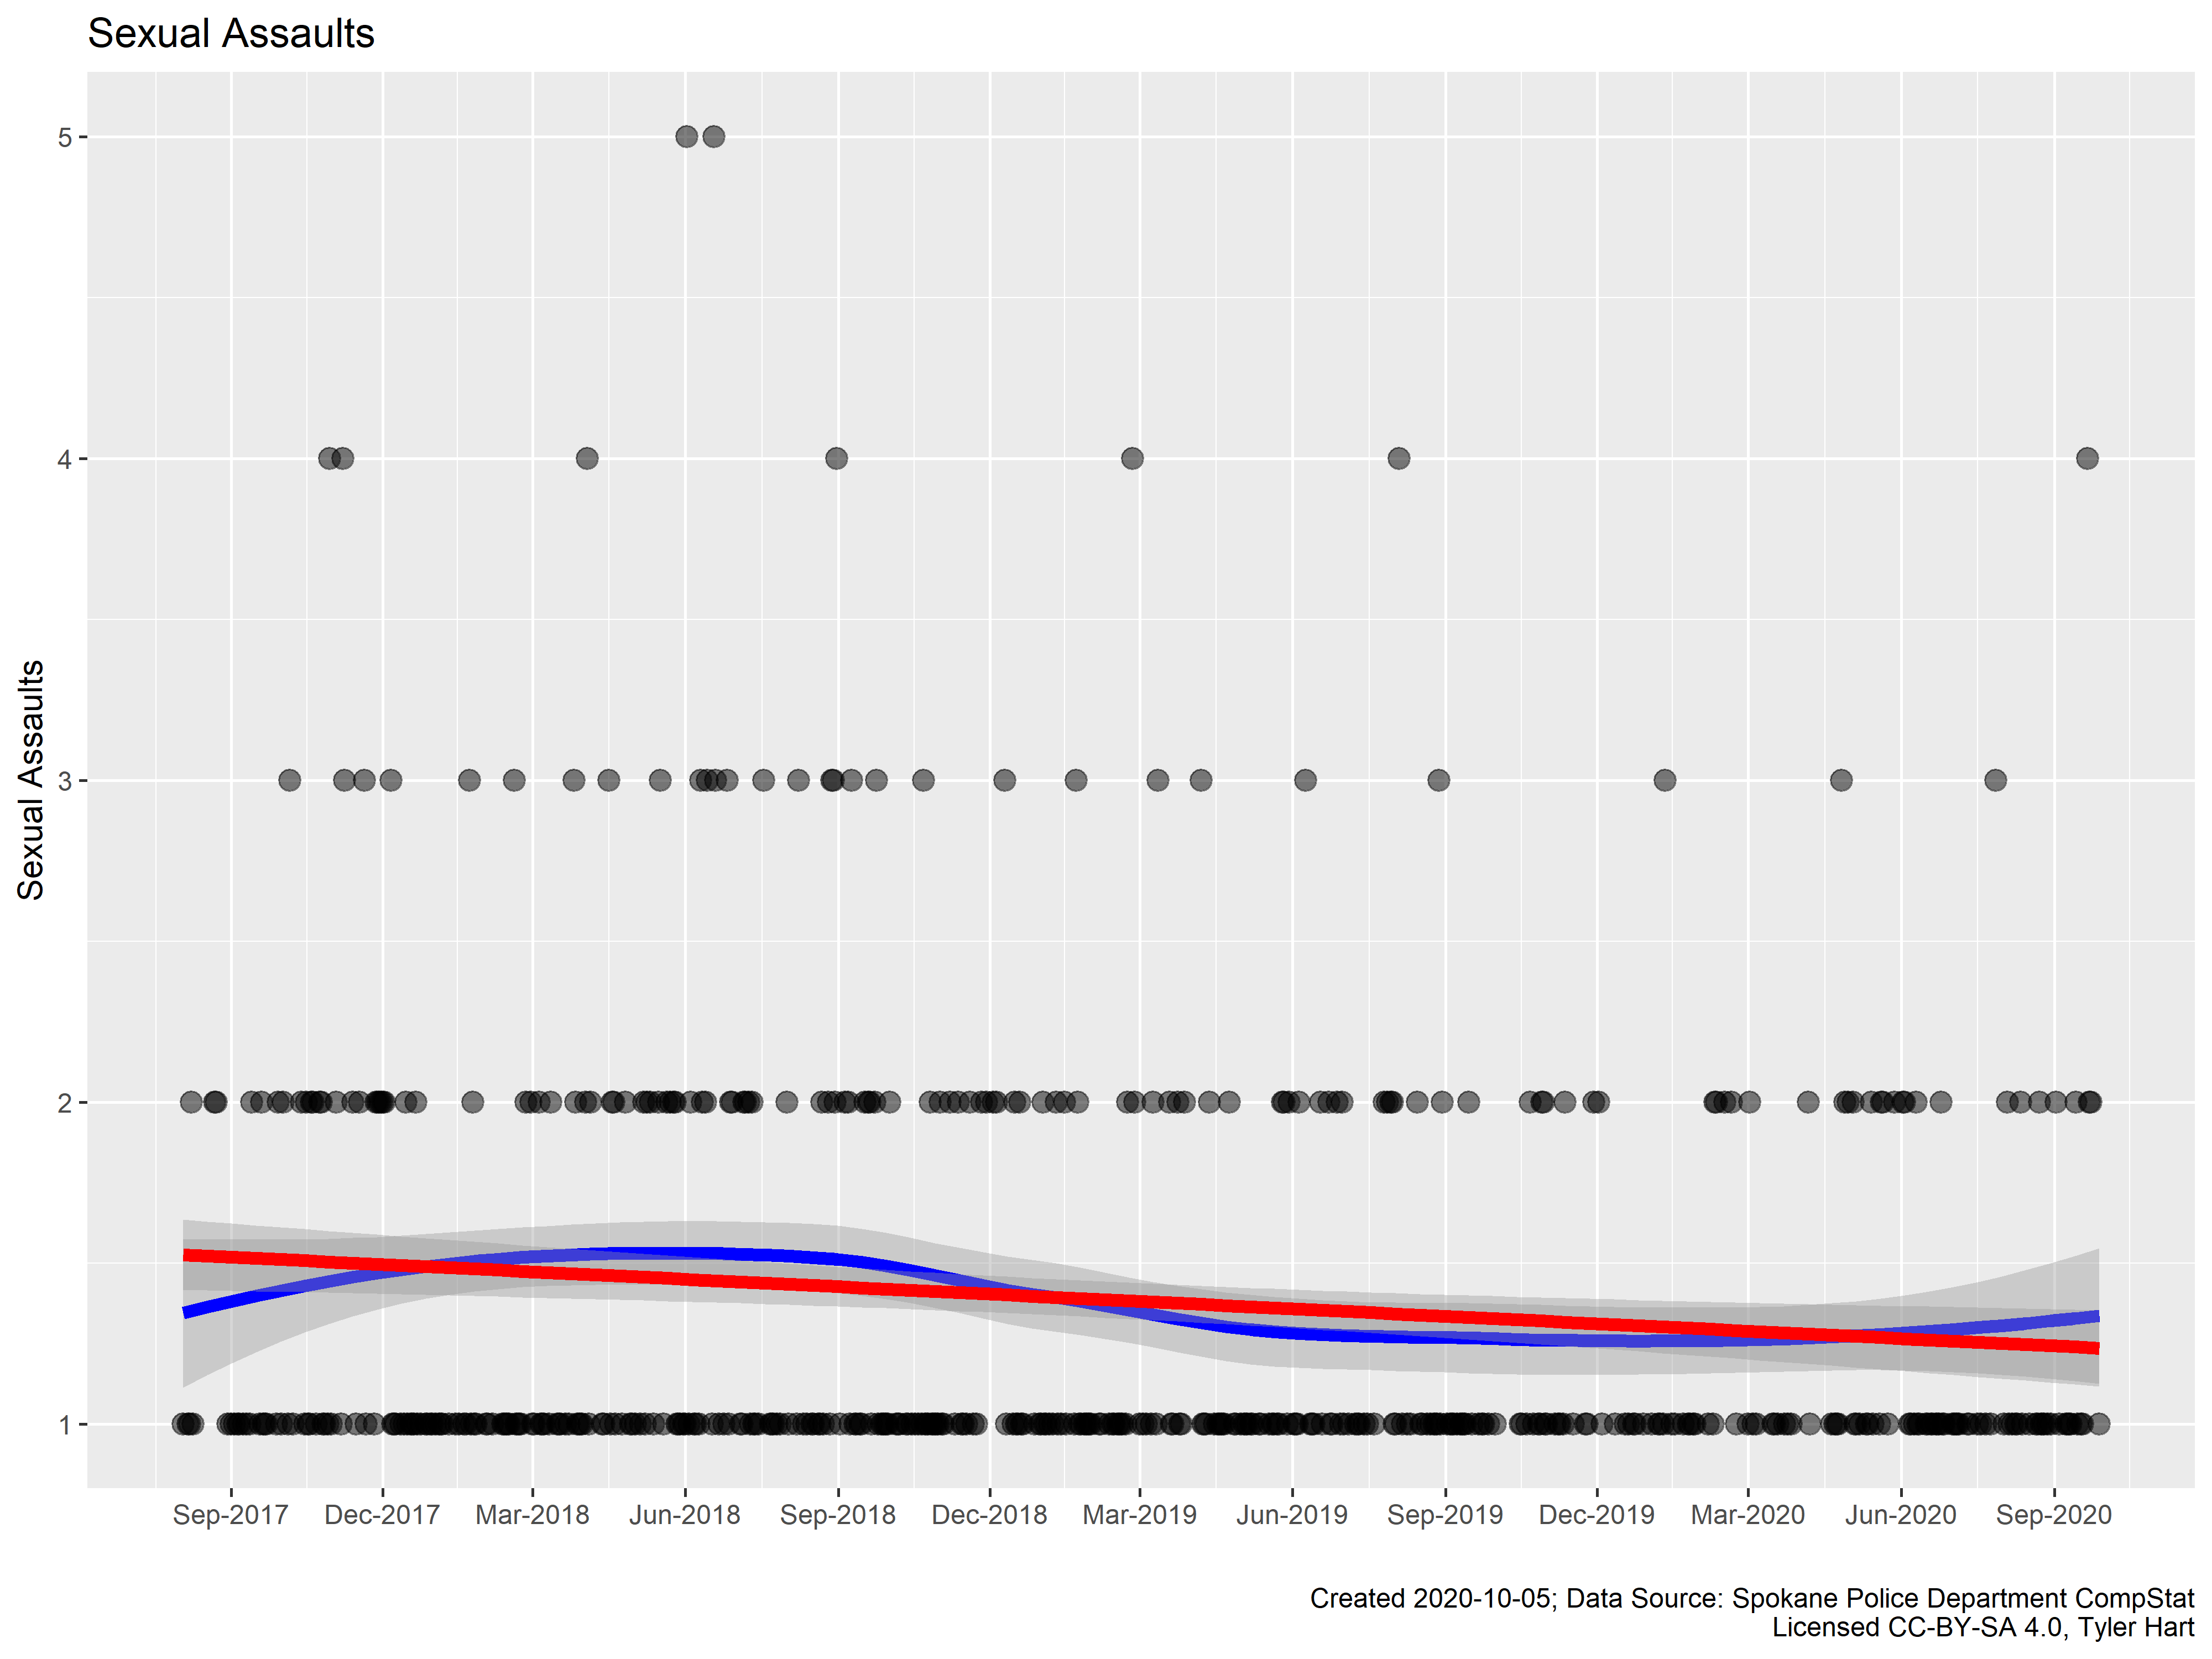 Sexual Assaults
5
4
3
2
1
Sexual Assaults
Sep-2017 Dec-2017 Mar-2018 Jun-2018 Sep-2018 Dec-2018 Mar-2019 Jun-2019 Sep-2019 Dec-2019 Mar-2020 Jun-2020 Sep-2020
Created 2020-10-05; Data Source: Spokane Police Department CompStat
Licensed CC-BY-SA 4.0, Tyler Hart